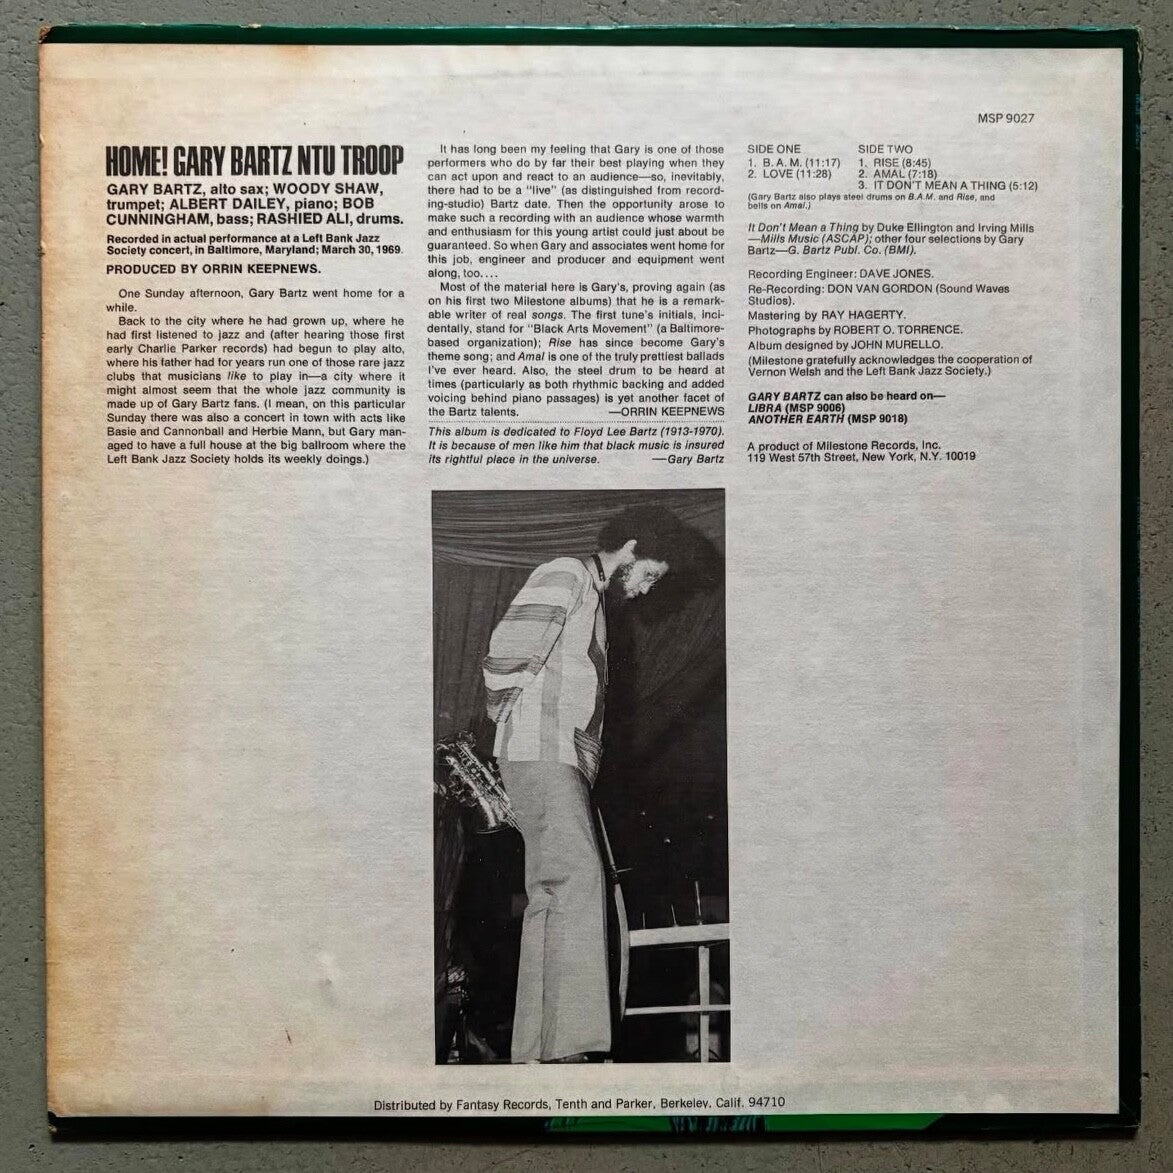 MSP 9027
HOME! GARY BARTZ NTU TROOP
GARY BARTZ, alto sax; WOODY SHAW,
trumpet; ALBERT DAILEY, piano; BOB
CUNNINGHAM, bass; RASHIED ALI, drums.
Recorded in actual performance at a Left Bank Jazz
Society concert, in Baltimore, Maryland; March 30, 1969.
PRODUCED BY ORRIN KEEPNEWS.
One Sunday afternoon, Gary Bartz went home for a
while.
Back to the city where he had grown up, where he
had first listened to jazz and (after hearing those first
early Charlie Parker records) had begun to play alto,
where his father had for years run one of those rare jazz
clubs that musicians like to play in—a city where it
might almost seem that the whole jazz community is
made up of Gary Bartz fans. (I mean, on this particular
Sunday there was also a concert in town with acts like
Basie and Cannonball and Herbie Mann, but Gary man-
aged to have a full house at the big ballroom where the
Left Bank Jazz Society holds its weekly doings.)
It has long been my feeling that Gary is one of those
performers who do by far their best playing when they
can act upon and react to an audience—so, inevitably,
there had to be a "live" (as distinguished from record-
ing-studio) Bartz date. Then the opportunity arose to
make such a recording with an audience whose warmth
and enthusiasm for this young artist could just about be
guaranteed. So when Gary and associates went home for
this job, engineer and producer and equipment went
along, too....
Most of the material here is Gary's, proving again (as
on his first two Milestone albums) that he is a remark-
able writer of real songs. The first tune's initials, inci-
dentally, stand for "Black Arts Movement" (a Baltimore-
based organization); Rise has since become Gary's
theme song; and Amal is one of the truly prettiest ballads
I've ever heard. Also, the steel drum to be heard at
times (particularly as both rhythmic backing and added
voicing behind piano passages) is yet another facet of
the Bartz talents. —ORRIN KEEPNEWS
This album is dedicated to Floyd Lee Bartz (1913-1970).
It is because of men like him that black music is insured
its rightful place in the universe. —Gary Bartz
SIDE ONE
1. B. A. M. (11:17)
2. LOVE (11:28)
SIDE TWO
1. RISE (8:45)
2. AMAL (7:18)
3. IT DON'T MEAN A THING (5:12)
(Gary Bartz also plays steel drums on B.A.M. and Rise, and
bells on Amal.)
It Don't Mean a Thing by Duke Ellington and Irving Mills
—Mills Music (ASCAP); other four selections by Gary
Bartz—G. Bartz Publ. Co. (BMI).
Recording Engineer: DAVE JONES.
Re-Recording: DON VAN GORDON (Sound Waves
Studios).
Mastering by RAY HAGERTY.
Photographs by ROBERT O. TORRENCE.
Album designed by JOHN MURELLO.
(Milestone gratefully acknowledges the cooperation of
Vernon Welsh and the Left Bank Jazz Society.)
GARY BARTZ can also be heard on—
LIBRA (MSP 9006)
ANOTHER EARTH (MSP 9018)
A product of Milestone Records, Inc.
119 West 57th Street, New York, N.Y. 10019
Distributed by Fantasy Records, Tenth and Parker, Berkeley, Calif. 94710